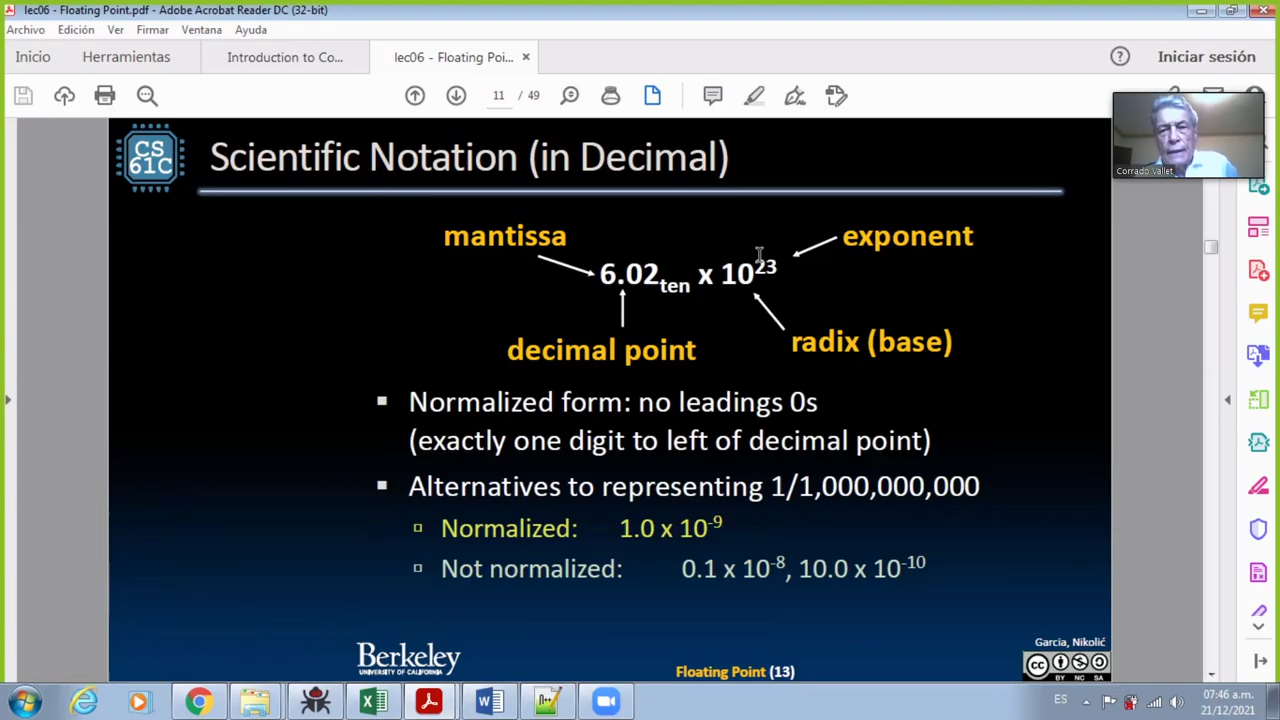 lec06 - Floating Point.pdf - Adobe Acrobat Reader DC (32-bit)
Archivo Edición Ver Firmar Ventana Ayuda
Inicio Herramientas Introduction to Co... lec06 - Floating Poi... × Iniciar sesión
11 / 49
CS
61C
Scientific Notation (in Decimal)
mantissa
exponent
6.02ten x 10^23
decimal point
radix (base)
Normalized form: no leadings 0s
(exactly one digit to left of decimal point)
Alternatives to representing 1/1,000,000,000
Normalized: 1.0 x 10^-9
Not normalized: 0.1 x 10^-8, 10.0 x 10^-10
Berkeley
UNIVERSITY OF CALIFORNIA
Floating Point (13)
Garcia, Nikolić
cc BY NC SA
Corrado Vallet
ES
07:46 a.m.
21/12/2021